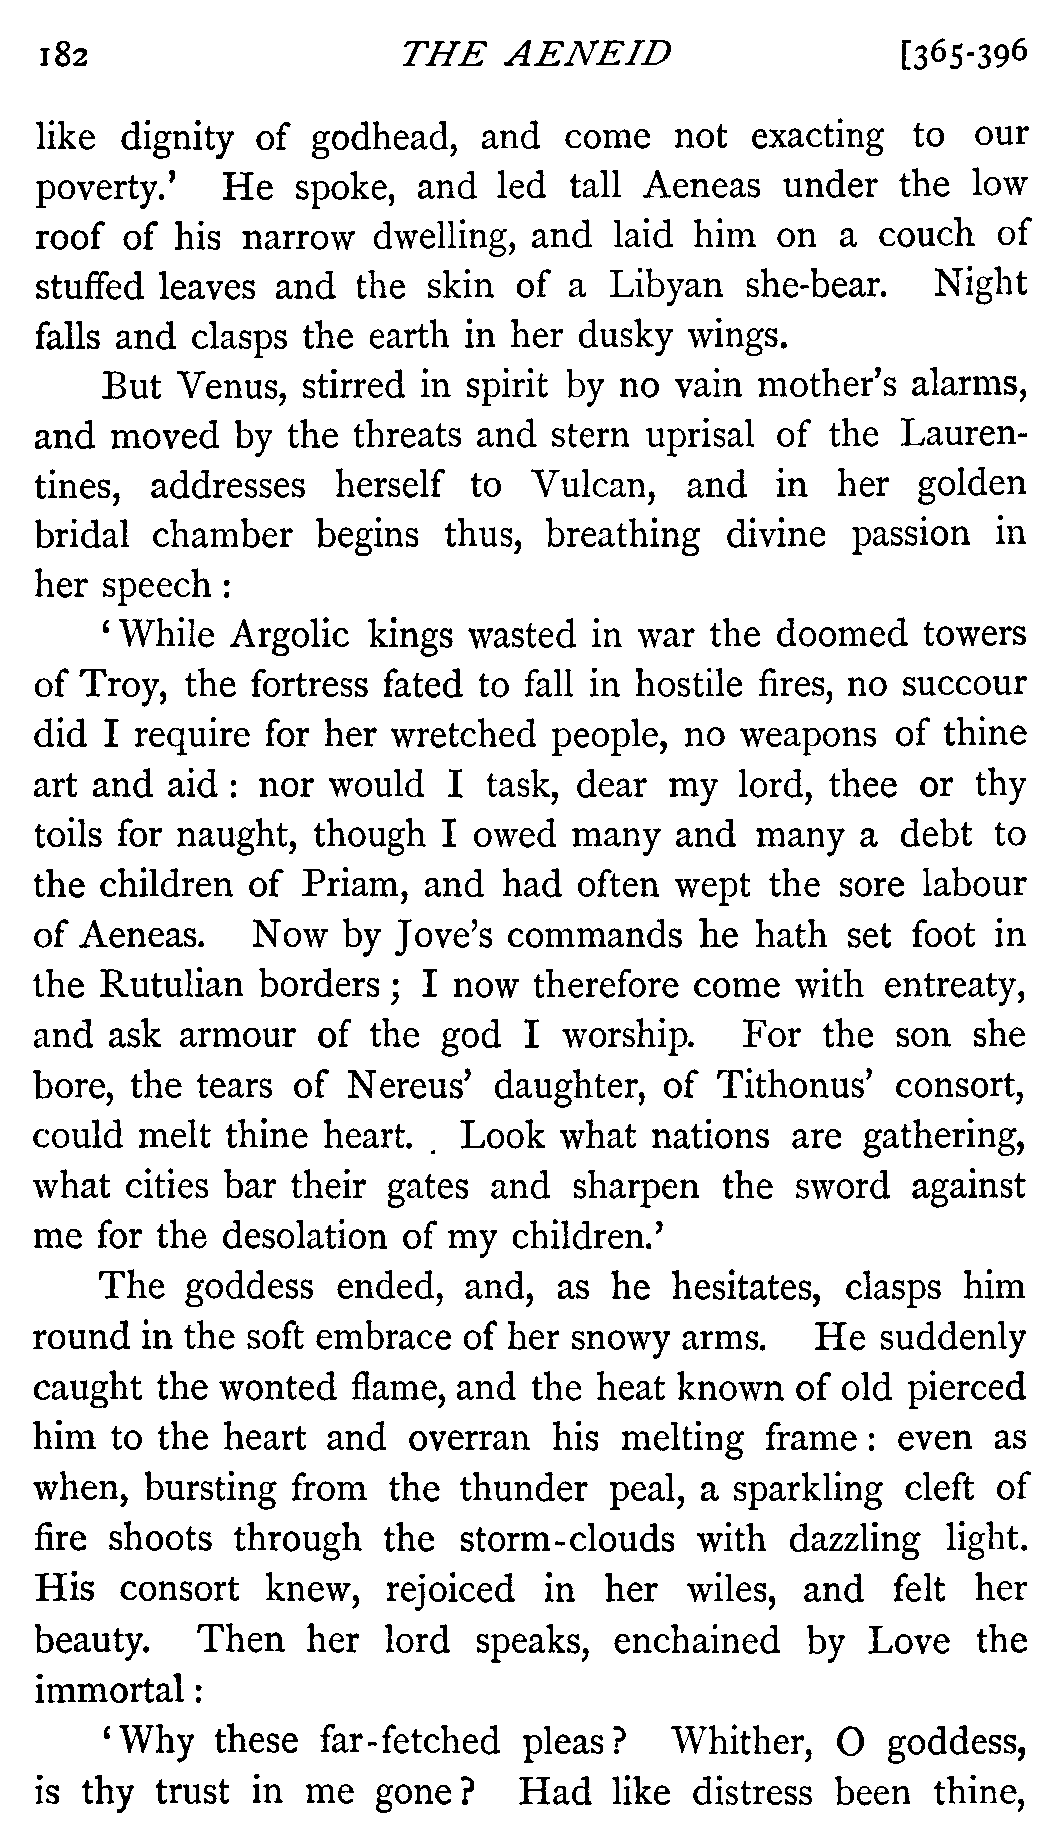 182 THE AENEID [365-396
like dignity of godhead, and come not exacting to our
poverty.’ He spoke, and led tall Aeneas under the low
roof of his narrow dwelling, and laid him on a couch of
stuffed leaves and the skin of a Libyan she-bear. Night
falls and clasps the earth in her dusky wings.
But Venus, stirred in spirit by no vain mother’s alarms,
and moved by the threats and stern uprisal of the Lauren-
tines, addresses herself to Vulcan, and in her golden
bridal chamber begins thus, breathing divine passion in
her speech :
‘ While Argolic kings wasted in war the doomed towers
of Troy, the fortress fated to fall in hostile fires, no succour
did I require for her wretched people, no weapons of thine
art and aid : nor would I task, dear my lord, thee or thy
toils for naught, though I owed many and many a debt to
the children of Priam, and had often wept the sore labour
of Aeneas. Now by Jove’s commands he hath set foot in
the Rutulian borders ; I now therefore come with entreaty,
and ask armour of the god I worship. For the son she
bore, the tears of Nereus’ daughter, of Tithonus’ consort,
could melt thine heart. . Look what nations are gathering,
what cities bar their gates and sharpen the sword against
me for the desolation of my children.’
The goddess ended, and, as he hesitates, clasps him
round in the soft embrace of her snowy arms. He suddenly
caught the wonted flame, and the heat known of old pierced
him to the heart and overran his melting frame : even as
when, bursting from the thunder peal, a sparkling cleft of
fire shoots through the storm-clouds with dazzling light.
His consort knew, rejoiced in her wiles, and felt her
beauty. Then her lord speaks, enchained by Love the
immortal :
‘ Why these far-fetched pleas ? Whither, O goddess,
is thy trust in me gone ? Had like distress been thine,